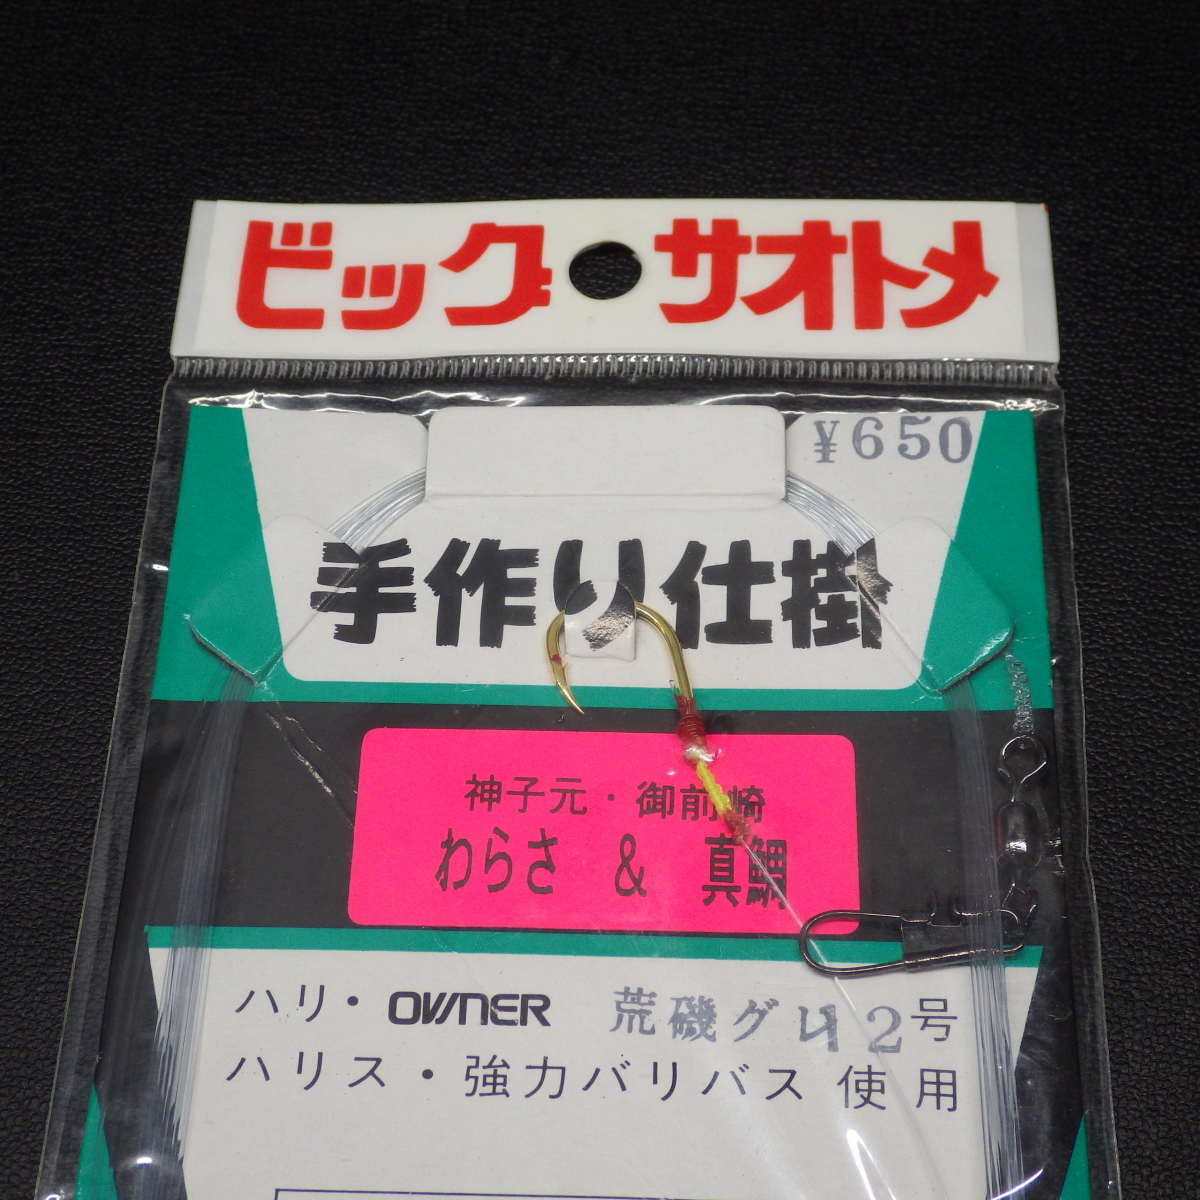 ビッグ・サオトメ
¥650
手作り仕掛
神子元・御前崎
わらさ & 真鯛
ハリ・OWNER 荒磯グレ12号
ハリス・強力バリバス使用